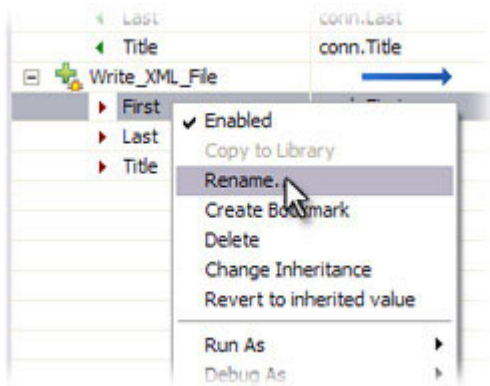 Last conn.Last
Title conn.Title
Write_XML_File
First
Last
Title
Enabled
Copy to Library
Rename...
Create Bookmark
Delete
Change Inheritance
Revert to inherited value
Run As
Debug As